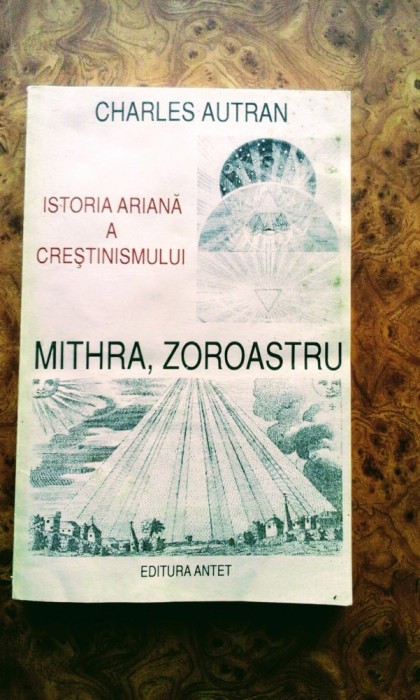 CHARLES AUTRAN
ISTORIA ARIANĂ
A
CREŞTINISMULUI
MITHRA, ZOROASTRU
EDITURA ANTET